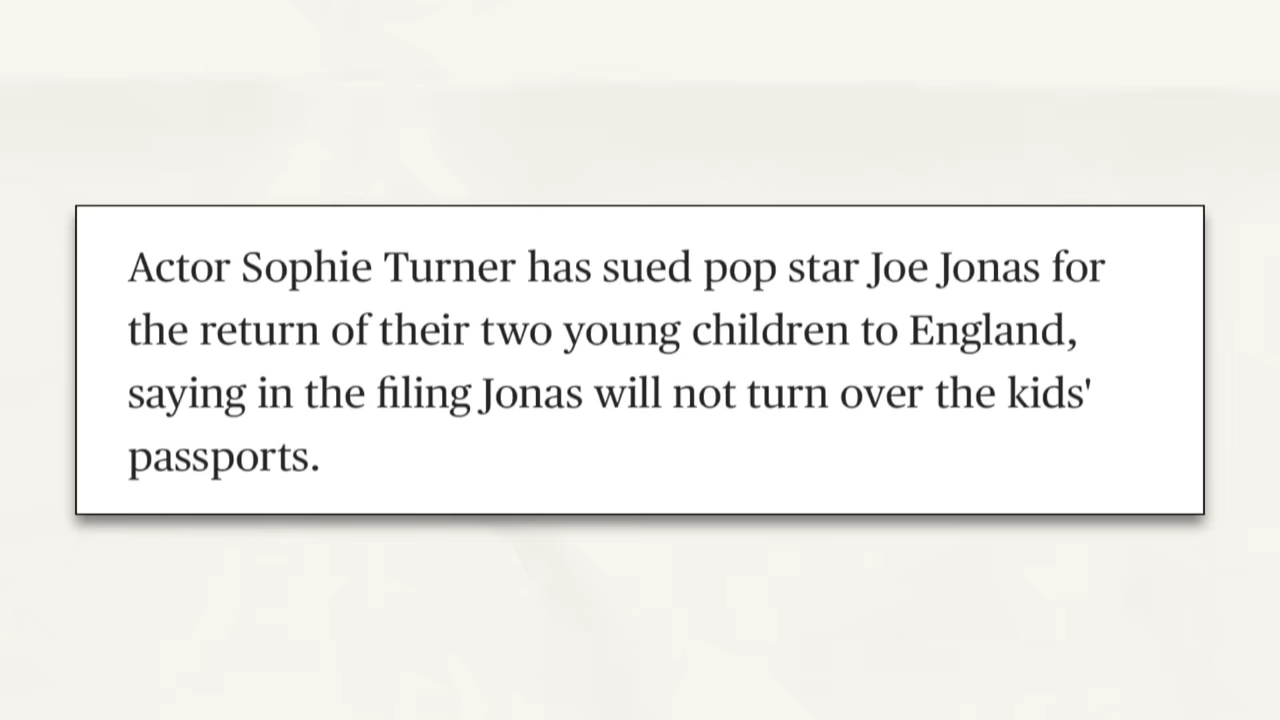 Actor Sophie Turner has sued pop star Joe Jonas for
the return of their two young children to England,
saying in the filing Jonas will not turn over the kids'
passports.